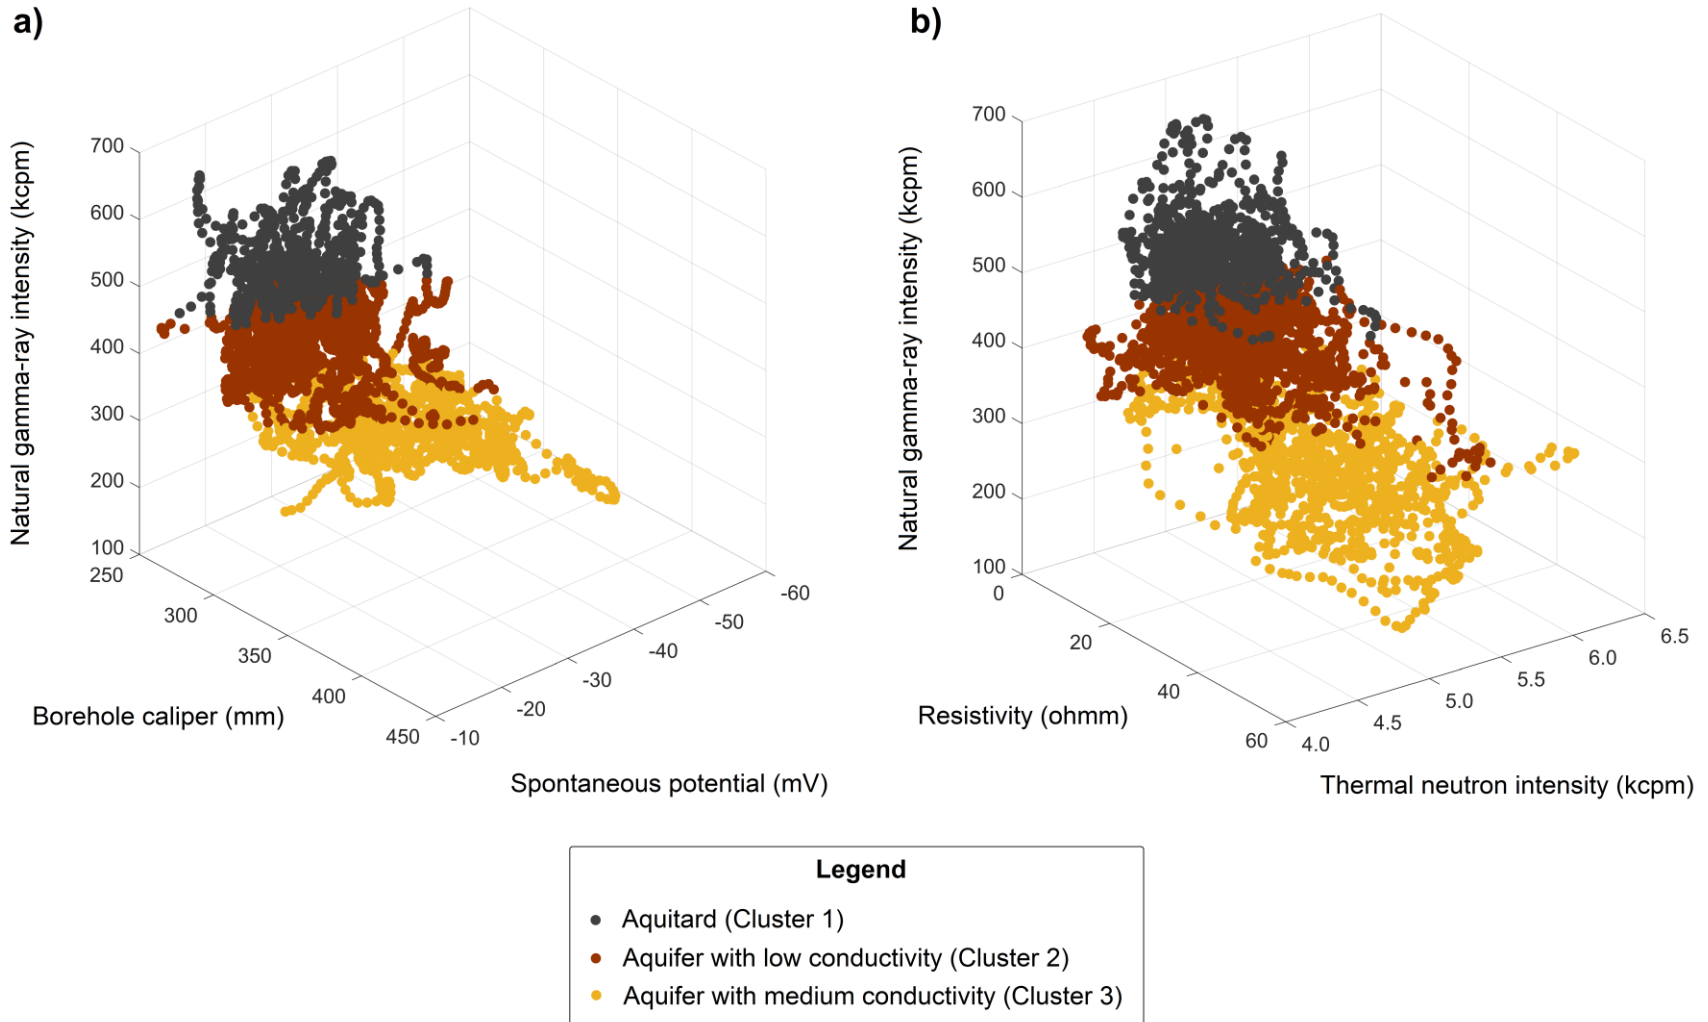 a)
Natural gamma-ray intensity (kcpm)
700
600
500
400
300
200
100
250
300
350
400
450
Borehole caliper (mm)
-10
-20
-30
-40
-50
-60
Spontaneous potential (mV)
b)
Natural gamma-ray intensity (kcpm)
700
600
500
400
300
200
100
0
20
40
60
Resistivity (ohmm)
4.0
4.5
5.0
5.5
6.0
6.5
Thermal neutron intensity (kcpm)
Legend
Aquitard (Cluster 1)
Aquifer with low conductivity (Cluster 2)
Aquifer with medium conductivity (Cluster 3)